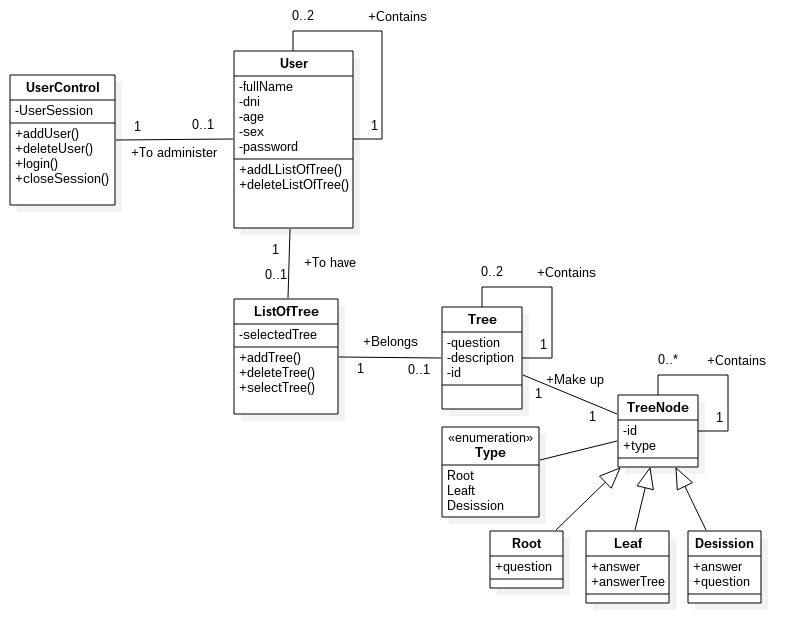 0..2
+Contains
User
-fullName
-dni
-age
-sex
-password
+addLListOfTree()
+deleteListOfTree()
1
UserControl
-UserSession
+addUser()
+deleteUser()
+login()
+closeSession()
1
0..1
+To administer
1
0..1
+To have
ListOfTree
-selectedTree
+addTree()
+deleteTree()
+selectTree()
+Belongs
1
0..1
0..2
+Contains
Tree
-question
-description
-id
1
+Make up
1
1
0..*
+Contains
TreeNode
-id
+type
1
«enumeration»
Type
Root
Leaft
Desission
Root
+question
Leaf
+answer
+answerTree
Desission
+answer
+question